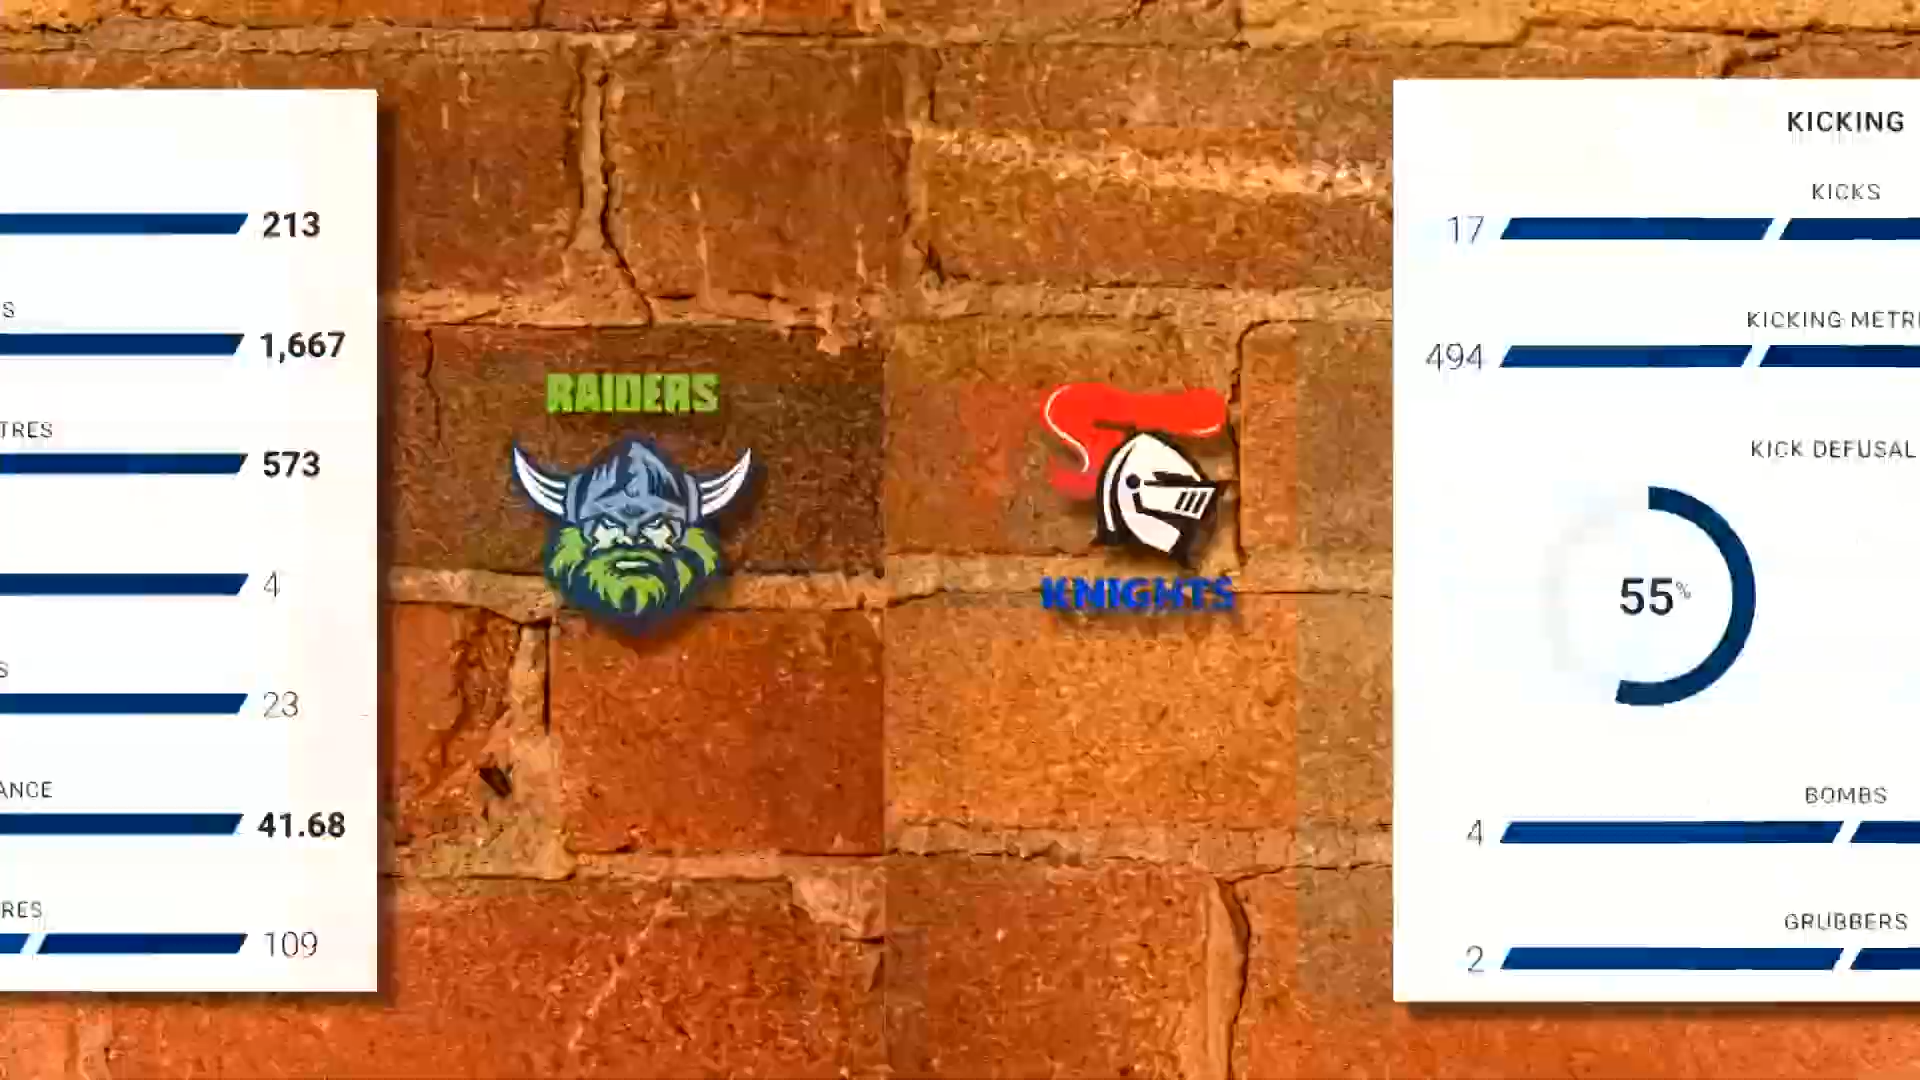 213
S
1,667
TRES
573
4
S
23
ANCE
41.68
RES
109
RAIDERS
KNIGHTS
KICKING
KICKS
17
KICKING METR
494
KICK DEFUSAL
55%
BOMBS
4
GRUBBERS
2